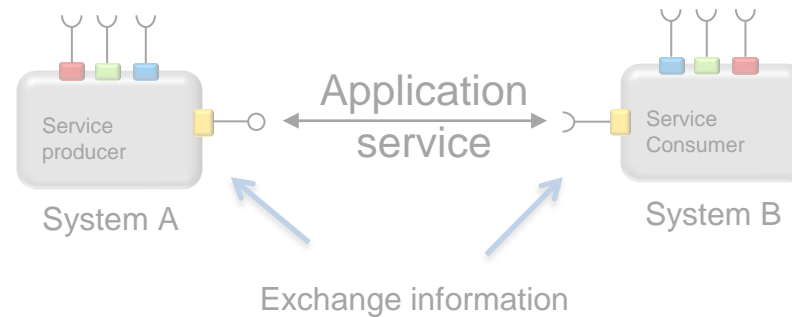 Application
service
Service
producer
Service
Consumer
System A
System B
Exchange information